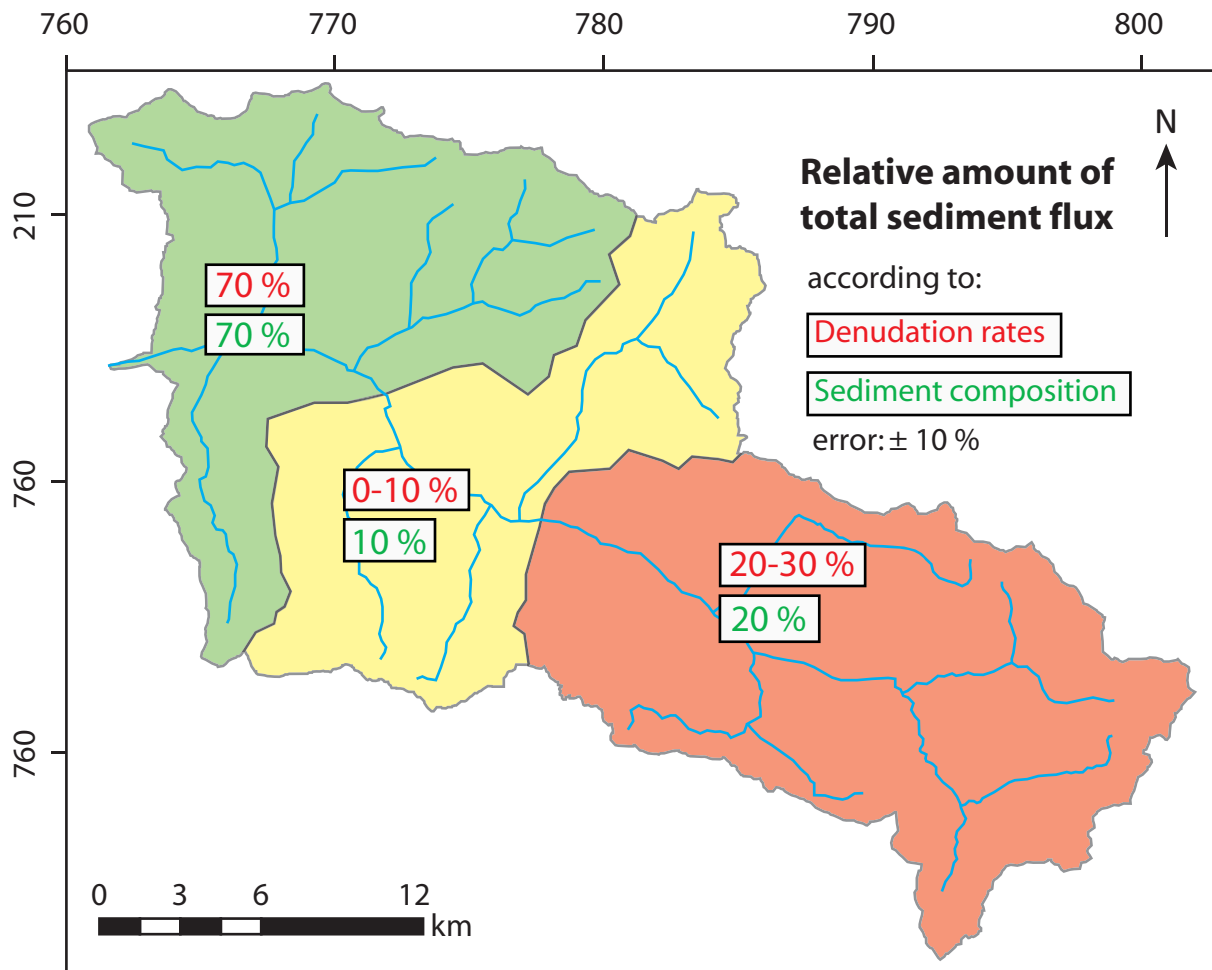 760 770 780 790 800
N
Relative amount of
total sediment flux
210
according to:
70 %
Denudation rates
70 %
Sediment composition
error: ± 10 %
760
0-10 %
10 %
20-30 %
20 %
760
0 3 6 12
km